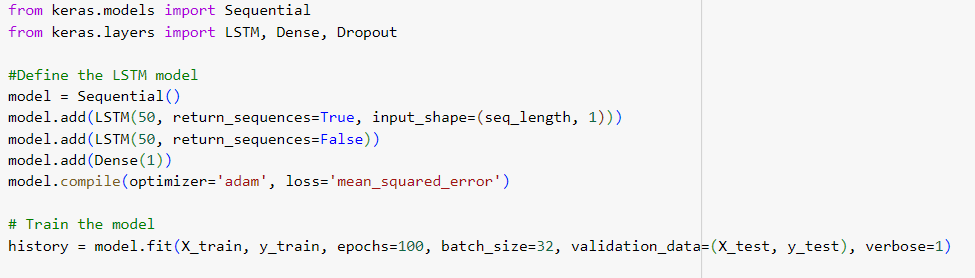 from keras.models import Sequential
from keras.layers import LSTM, Dense, Dropout
#Define the LSTM model
model = Sequential()
model.add(LSTM(50, return_sequences=True, input_shape=(seq_length, 1)))
model.add(LSTM(50, return_sequences=False))
model.add(Dense(1))
model.compile(optimizer='adam', loss='mean_squared_error')
# Train the model
history = model.fit(X_train, y_train, epochs=100, batch_size=32, validation_data=(X_test, y_test), verbose=1)